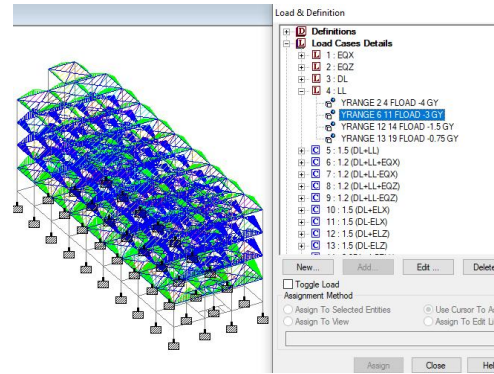 Load & Definition
D Definitions
L Load Cases Details
L 1 : EQX
L 2 : EQZ
L 3 : DL
L 4 : LL
YRANGE 2 4 FLOAD -4 GY
YRANGE 6 11 FLOAD -3 GY
YRANGE 12 14 FLOAD -1.5 GY
YRANGE 13 19 FLOAD -0.75 GY
C 5 : 1.5 (DL+LL)
C 6 : 1.2 (DL+LL+EQX)
C 7 : 1.2 (DL+LL-EQX)
C 8 : 1.2 (DL+LL+EQZ)
C 9 : 1.2 (DL+LL-EQZ)
C 10 : 1.5 (DL+ELX)
C 11 : 1.5 (DL-ELX)
C 12 : 1.5 (DL+ELZ)
C 13 : 1.5 (DL-ELZ)
New... Add... Edit ... Delete
Toggle Load
Assignment Method
Assign To Selected Entities Use Cursor To A
Assign To View Assign To Edit Li
Assign Close Hel